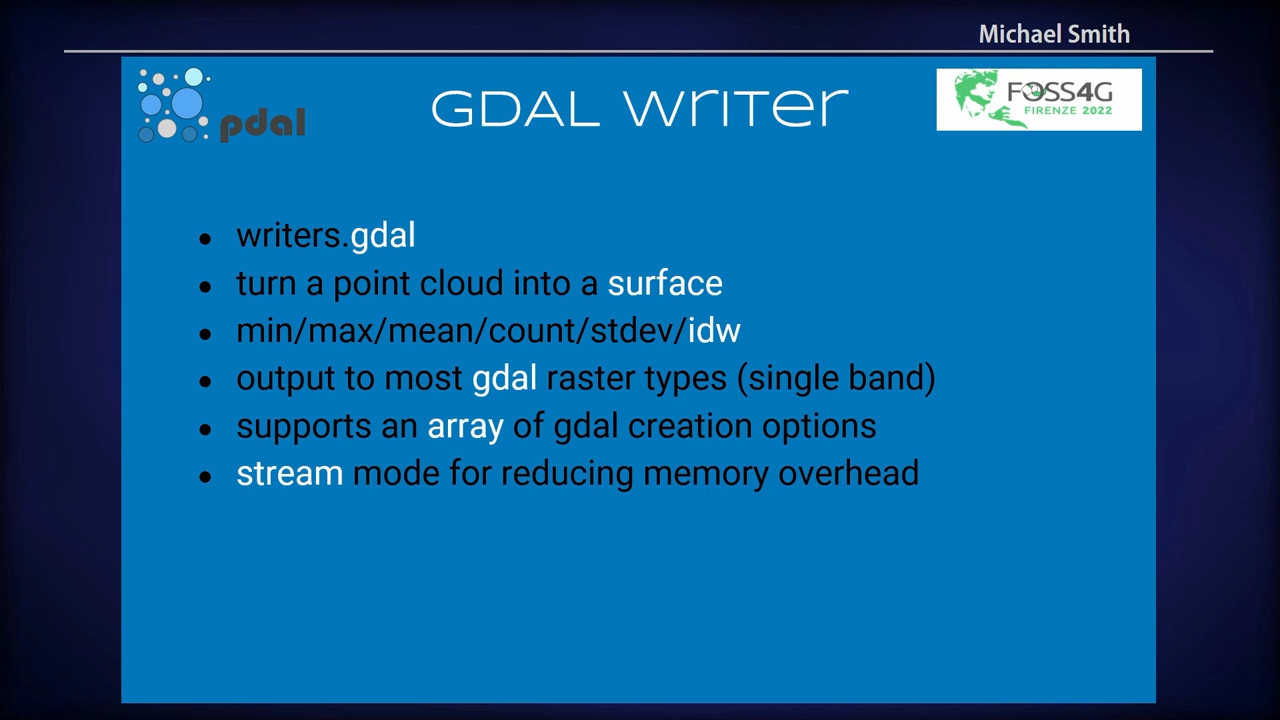 Michael Smith
pdal
GDAL Writer
FOSS4G
FIRENZE 2022
writers.gdal
turn a point cloud into a surface
min/max/mean/count/stdev/idw
output to most gdal raster types (single band)
supports an array of gdal creation options
stream mode for reducing memory overhead